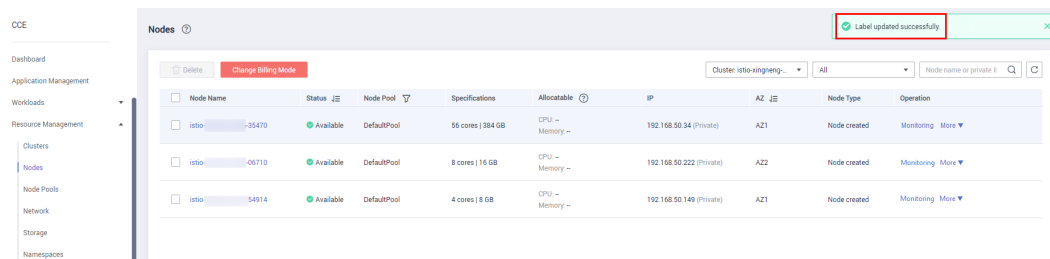 CCE
Nodes
Label updated successfully.
Dashboard
Application Management
Workloads
Resource Management
Clusters
Nodes
Node Pools
Network
Storage
Namespaces
Delete Change Billing Mode Cluster: istio-xingneng-... All Node name or private I
Node Name Status Node Pool Specifications Allocatable IP AZ Node Type Operation
istio- -35470 Available DefaultPool 56 cores | 384 GB CPU: -- Memory: -- 192.168.50.34 (Private) AZ1 Node created Monitoring More
istio- -06710 Available DefaultPool 8 cores | 16 GB CPU: -- Memory: -- 192.168.50.222 (Private) AZ2 Node created Monitoring More
istio- 54914 Available DefaultPool 4 cores | 8 GB CPU: -- Memory: -- 192.168.50.149 (Private) AZ1 Node created Monitoring More